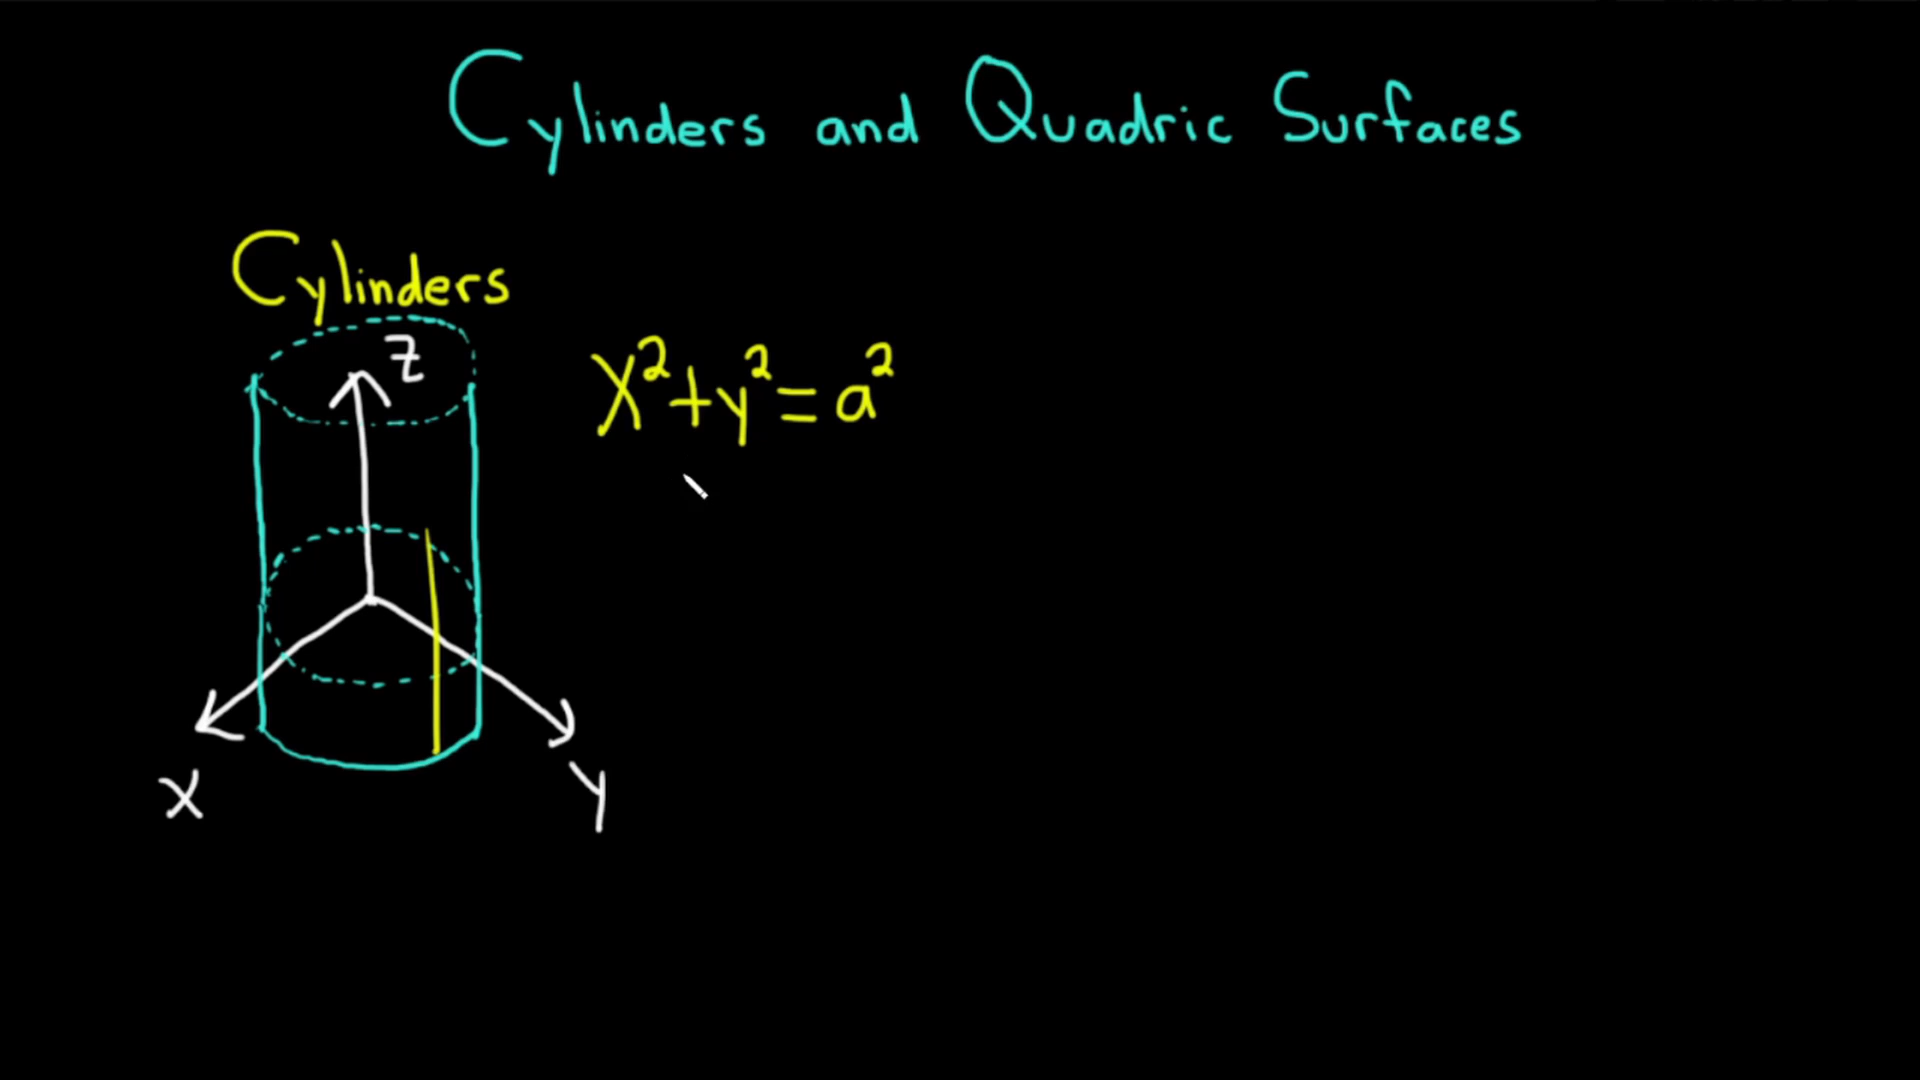 Cylinders and Quadric Surfaces
Cylinders
z
x² + y² = a²
x
y